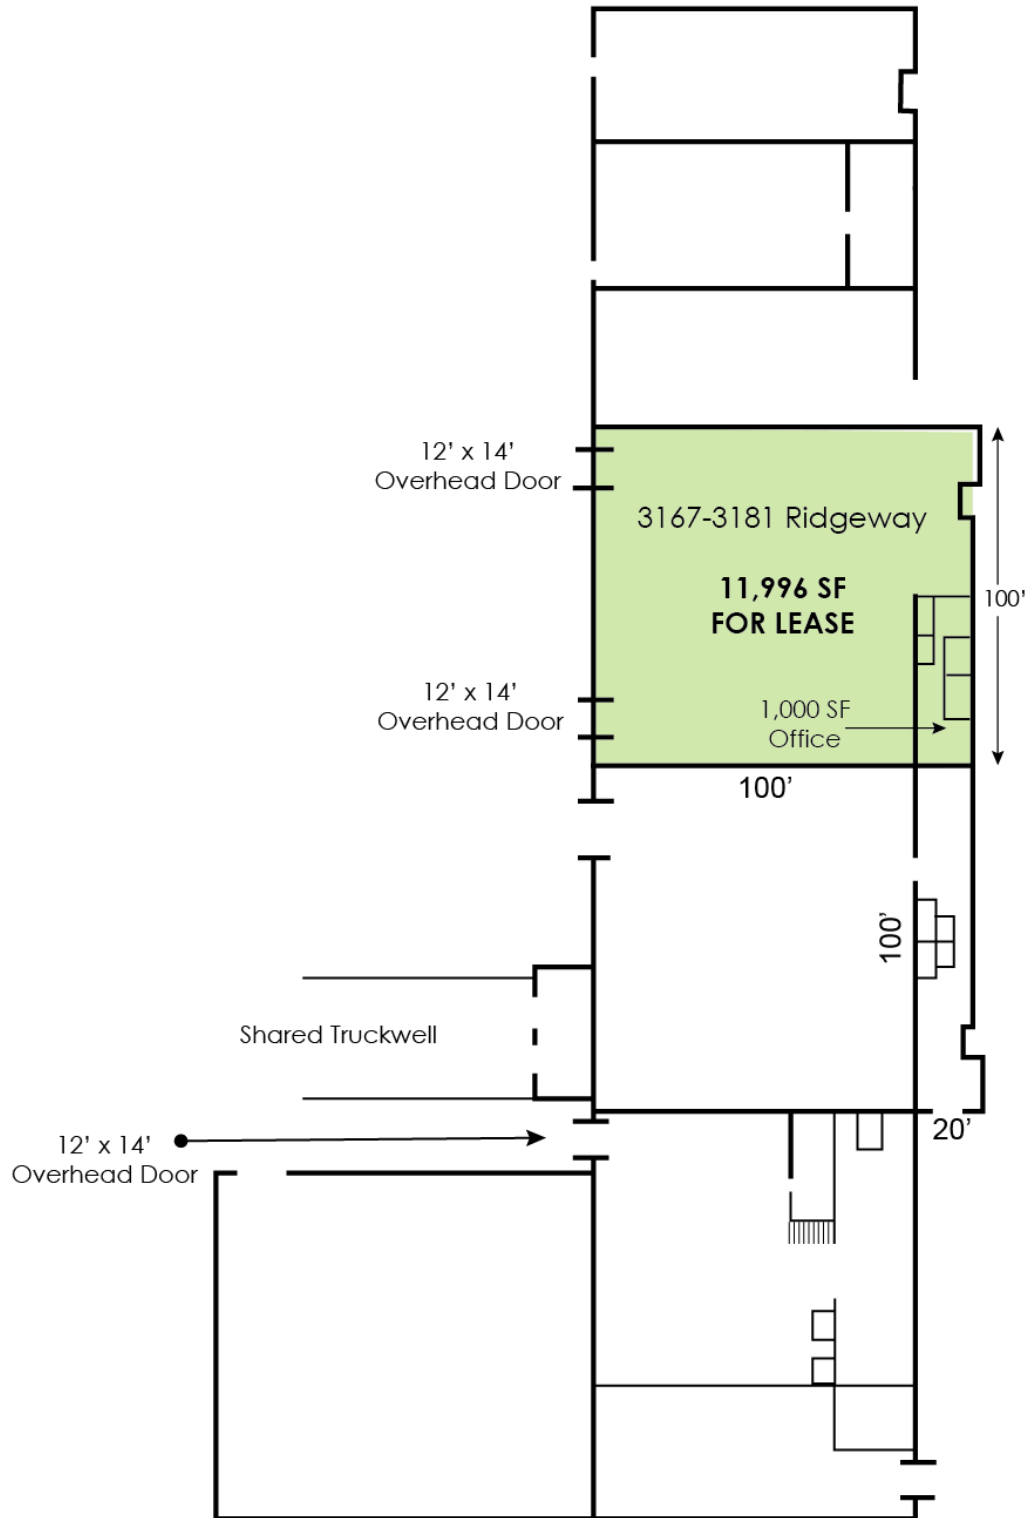 12' x 14'
Overhead Door
3167-3181 Ridgeway
11,996 SF
FOR LEASE
100'
12' x 14'
Overhead Door
1,000 SF
Office
100'
100'
Shared Truckwell
20'
12' x 14'
Overhead Door